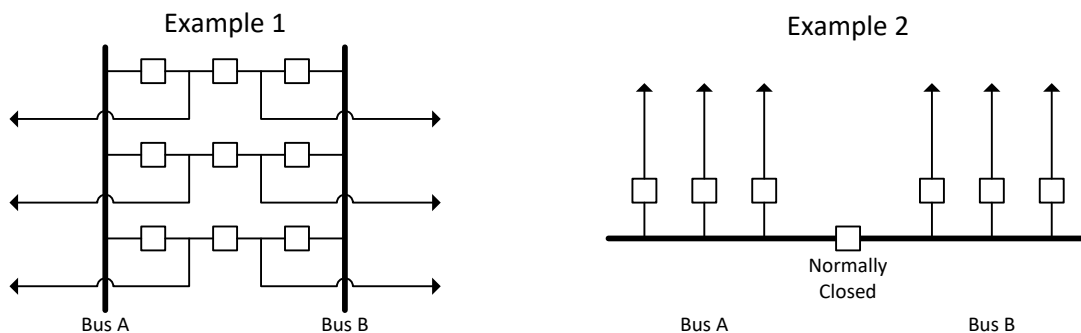 Example 1
Example 2
Normally
Closed
Bus A
Bus B
Bus A
Bus B